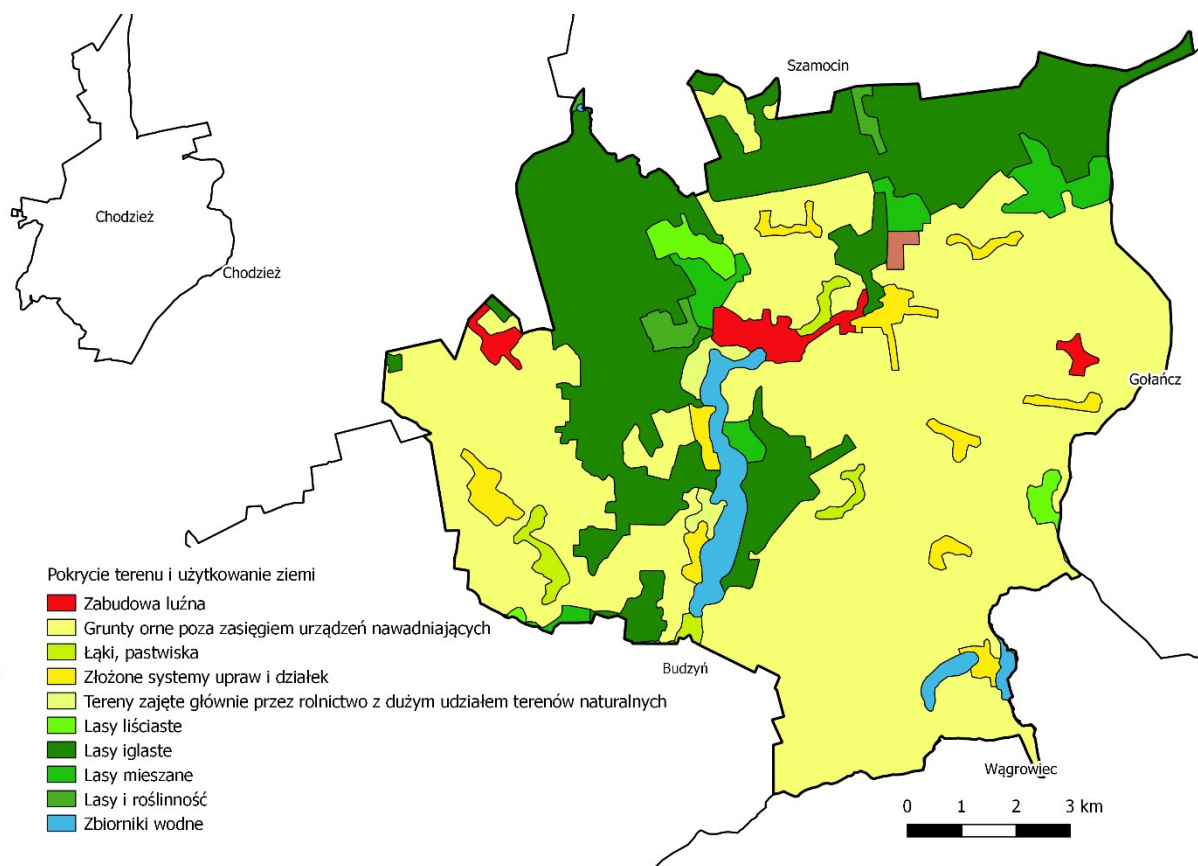 Szamocin
Chodzież
Chodzież
Gołańcz
Pokrycie terenu i użytkowanie ziemi
Zabudowa luźna
Grunty orne poza zasięgiem urządzeń nawadniających
Łąki, pastwiska
Złożone systemy upraw i działek
Tereny zajęte głównie przez rolnictwo z dużym udziałem terenów naturalnych
Lasy liściaste
Lasy iglaste
Lasy mieszane
Lasy i roślinność
Zbiorniki wodne
Budzyń
Wągrowiec
0 1 2 3 km